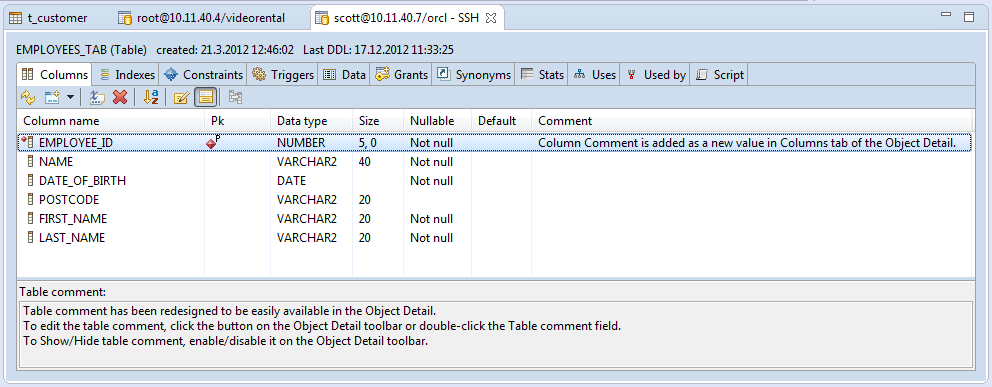 t_customer root@10.11.40.4/videorental scott@10.11.40.7/orcl - SSH
EMPLOYEES_TAB (Table) created: 21.3.2012 12:46:02 Last DDL: 17.12.2012 11:33:25
Columns Indexes Constraints Triggers Data Grants Synonyms Stats Uses Used by Script
Column name Pk Data type Size Nullable Default Comment
EMPLOYEE_ID P NUMBER 5, 0 Not null Column Comment is added as a new value in Columns tab of the Object Detail.
NAME VARCHAR2 40 Not null
DATE_OF_BIRTH DATE Not null
POSTCODE VARCHAR2 20
FIRST_NAME VARCHAR2 20 Not null
LAST_NAME VARCHAR2 20 Not null
Table comment:
Table comment has been redesigned to be easily available in the Object Detail.
To edit the table comment, click the button on the Object Detail toolbar or double-click the Table comment field.
To Show/Hide table comment, enable/disable it on the Object Detail toolbar.